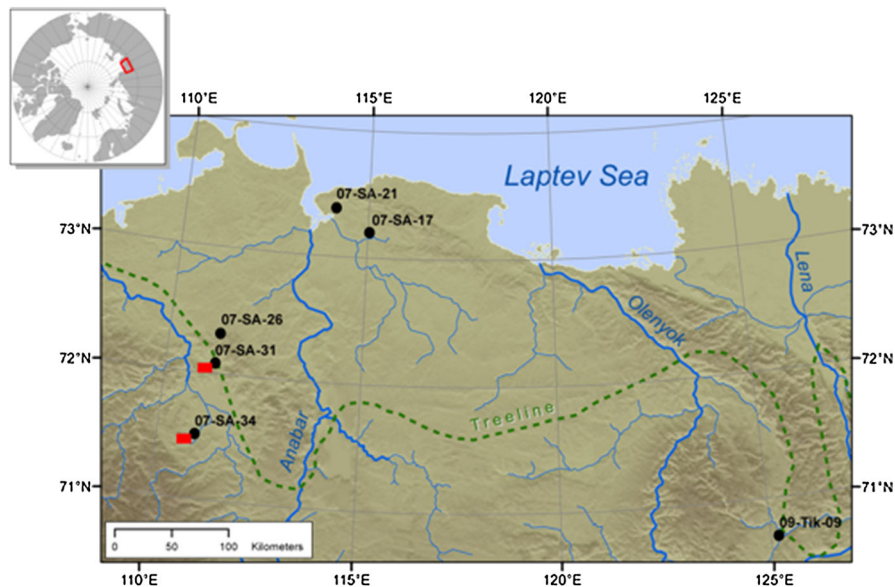 110°E
115°E
120°E
125°E
Laptev Sea
07-SA-21
07-SA-17
73°N
73°N
Lena
Olenyok
07-SA-26
07-SA-31
72°N
72°N
Treeline
07-SA-34
Anabar
71°N
71°N
09-Tik-09
0 50 100 Kilometers
110°E
115°E
120°E
125°E